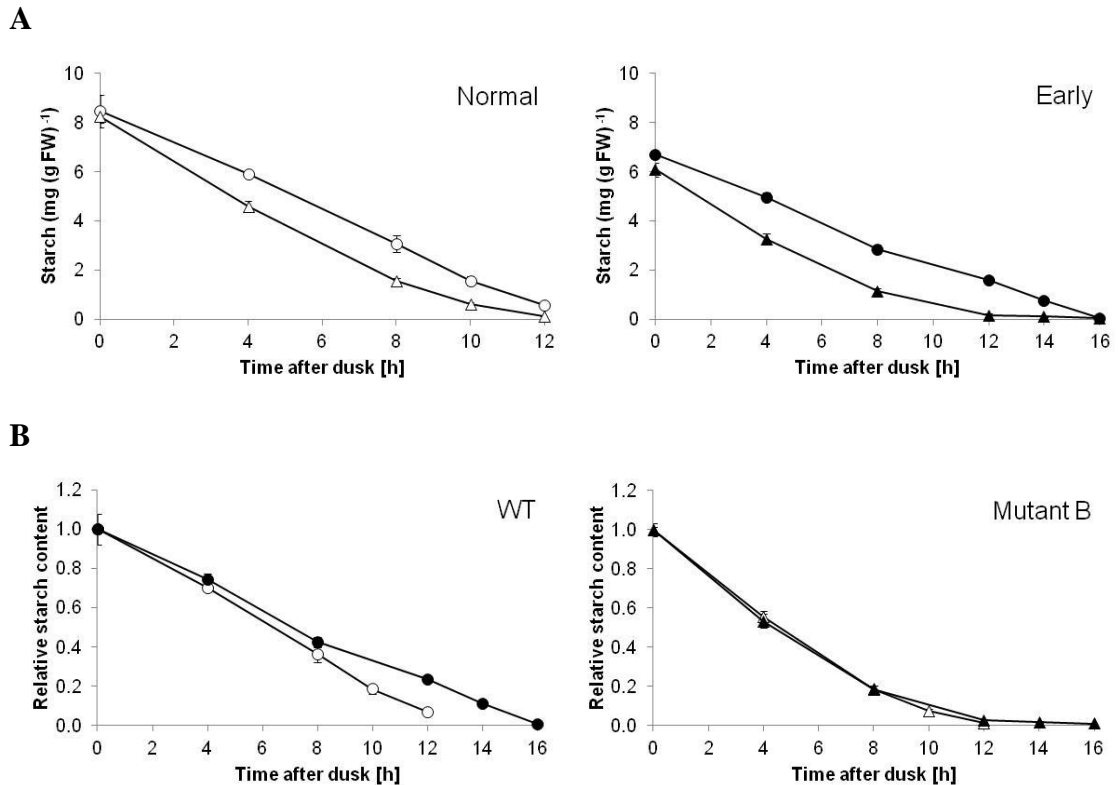 A
Normal
Starch (mg (g FW) -1)
10
8
6
4
2
0
0 2 4 6 8 10 12
Time after dusk [h]
Early
Starch (mg (g FW) -1)
10
8
6
4
2
0
0 2 4 6 8 10 12 14 16
Time after dusk [h]
B
WT
Relative starch content
1.2
1.0
0.8
0.6
0.4
0.2
0.0
0 2 4 6 8 10 12 14 16
Time after dusk [h]
Mutant B
Relative starch content
1.2
1.0
0.8
0.6
0.4
0.2
0.0
0 2 4 6 8 10 12 14 16
Time after dusk [h]